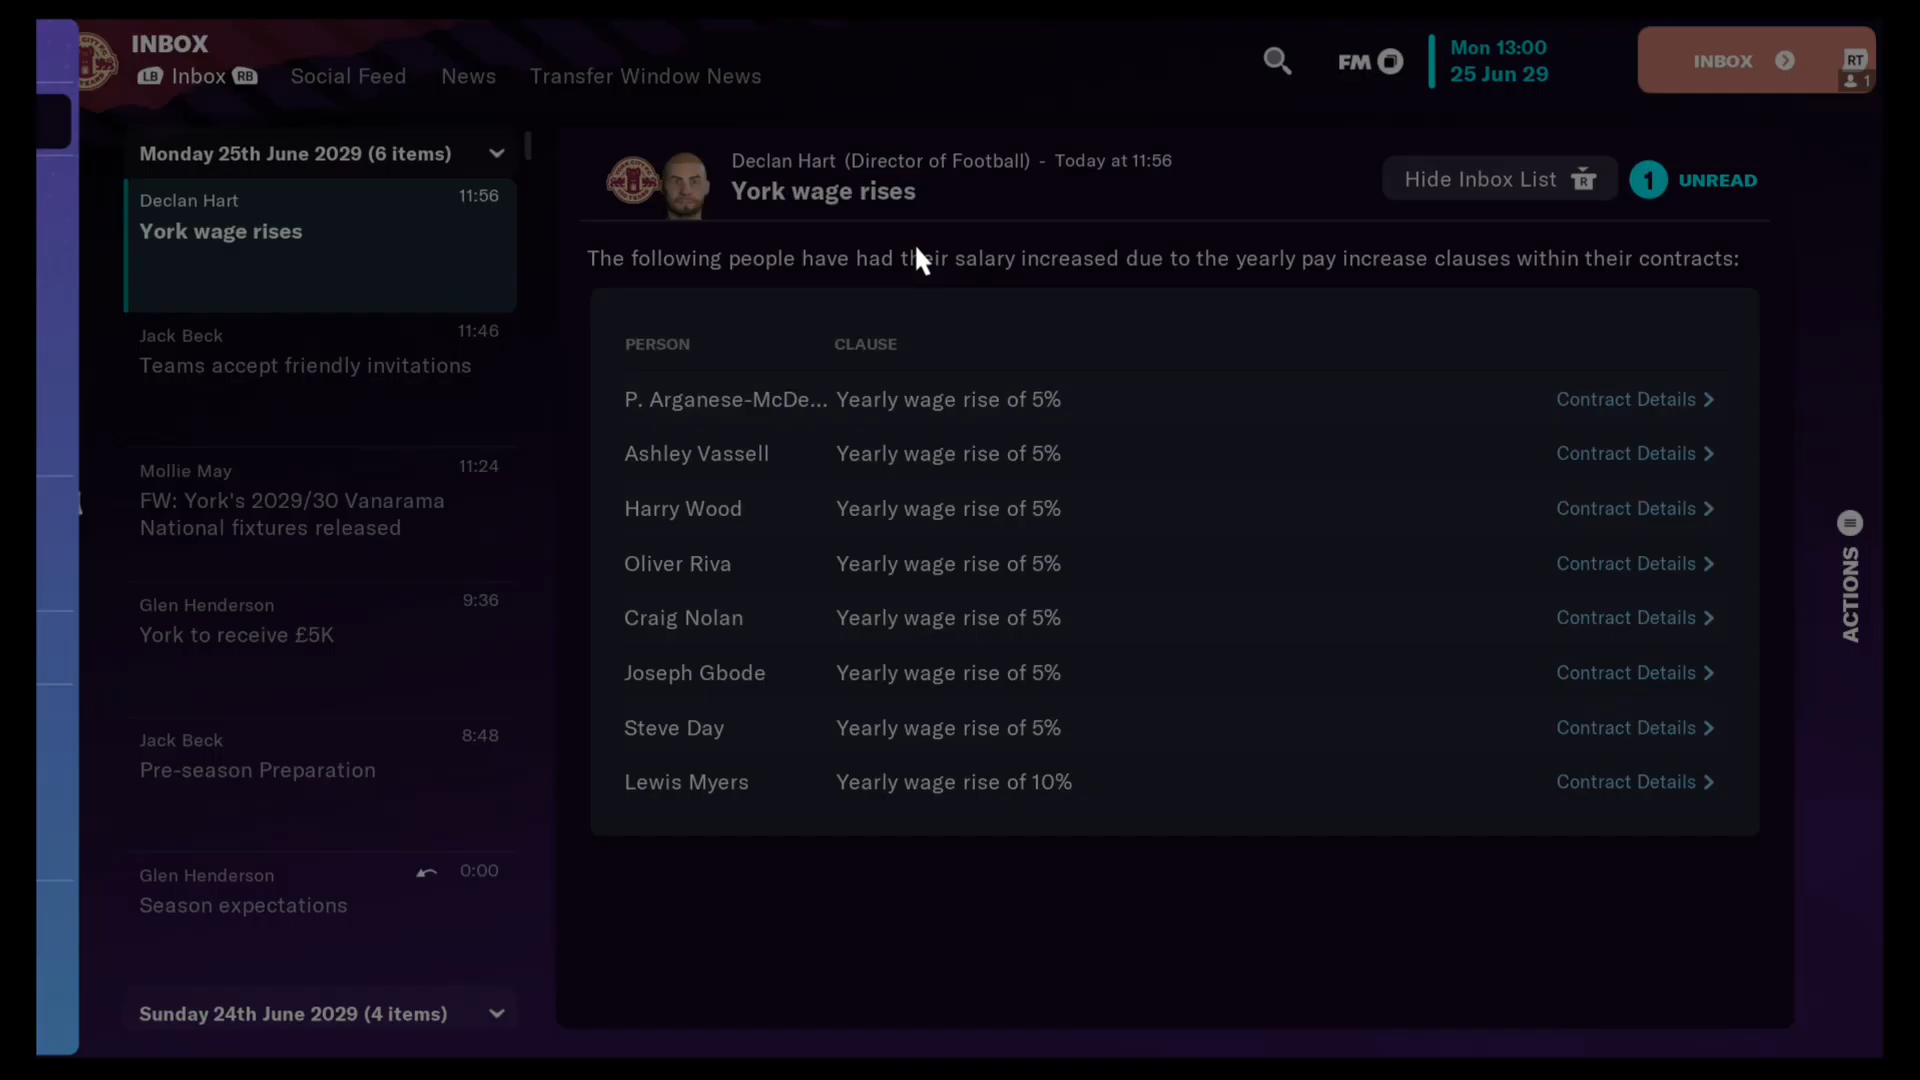 INBOX
LB Inbox RB Social Feed News Transfer Window News
FM
Mon 13:00
25 Jun 29
INBOX
RT
1
Monday 25th June 2029 (6 items)
Declan Hart 11:56
York wage rises
Jack Beck 11:46
Teams accept friendly invitations
Mollie May 11:24
FW: York's 2029/30 Vanarama
National fixtures released
Glen Henderson 9:36
York to receive £5K
Jack Beck 8:48
Pre-season Preparation
Glen Henderson 0:00
Season expectations
Sunday 24th June 2029 (4 items)
Declan Hart (Director of Football) - Today at 11:56
York wage rises
Hide Inbox List R
1 UNREAD
The following people have had their salary increased due to the yearly pay increase clauses within their contracts:
PERSON CLAUSE
P. Arganese-McDe... Yearly wage rise of 5% Contract Details
Ashley Vassell Yearly wage rise of 5% Contract Details
Harry Wood Yearly wage rise of 5% Contract Details
Oliver Riva Yearly wage rise of 5% Contract Details
Craig Nolan Yearly wage rise of 5% Contract Details
Joseph Gbode Yearly wage rise of 5% Contract Details
Steve Day Yearly wage rise of 5% Contract Details
Lewis Myers Yearly wage rise of 10% Contract Details
ACTIONS